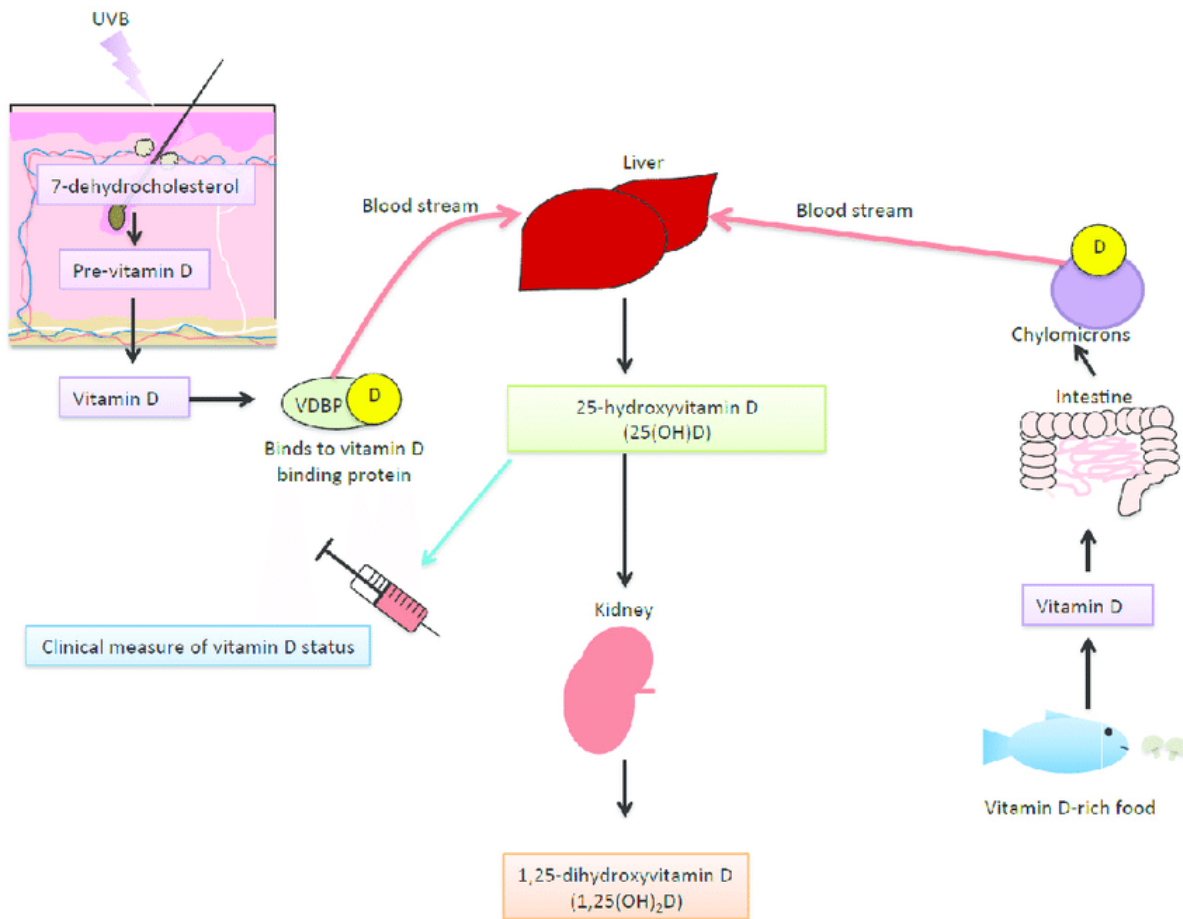 UVB
7-dehydrocholesterol
Pre-vitamin D
Vitamin D
VDBP
D
Binds to vitamin D
binding protein
Blood stream
Liver
Blood stream
D
Chylomicrons
Intestine
Vitamin D
Vitamin D-rich food
25-hydroxyvitamin D
(25(OH)D)
Clinical measure of vitamin D status
Kidney
1,25-dihydroxyvitamin D
(1,25(OH)₂D)